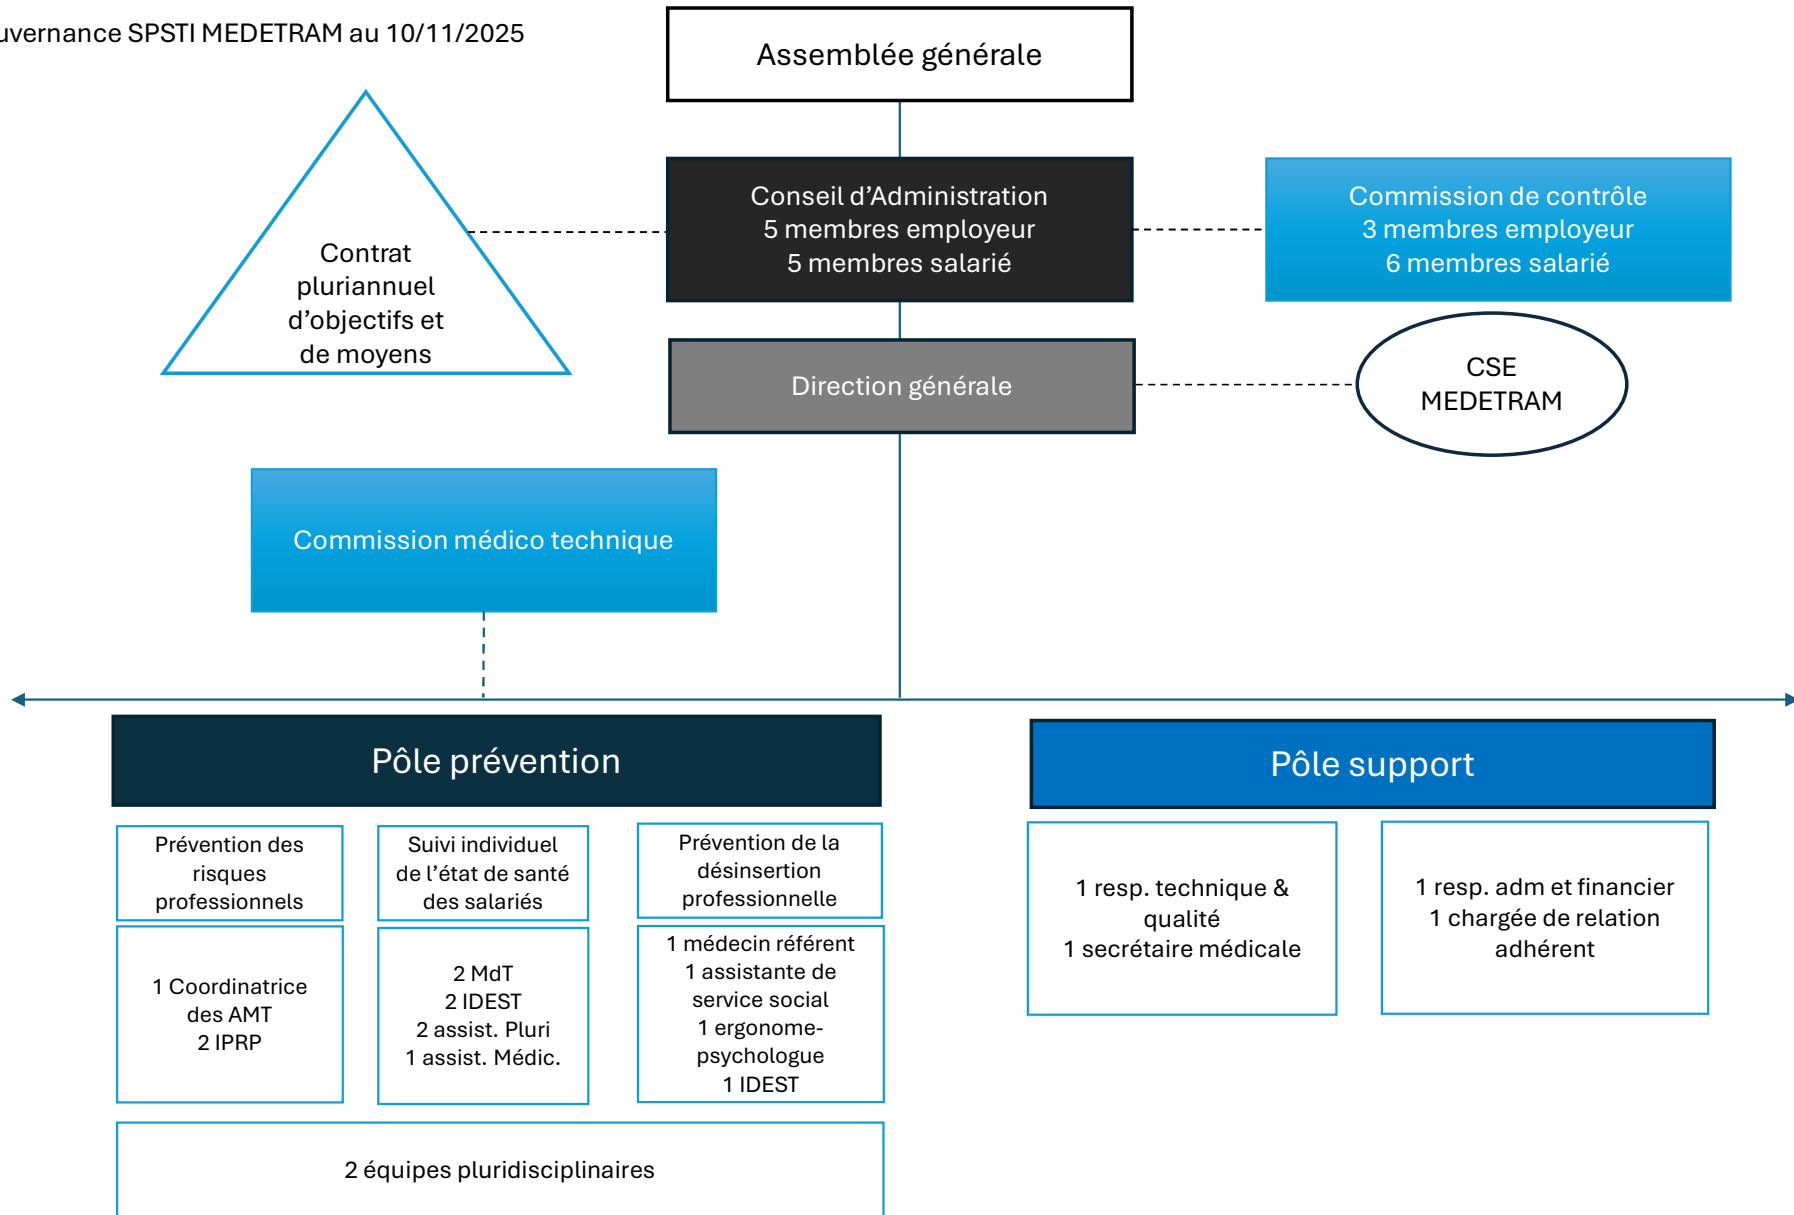 uvernance SPSTI MEDETRAM au 10/11/2025
Assemblée générale
Contrat
pluriannuel
d’objectifs et
de moyens
Conseil d’Administration
5 membres employeur
5 membres salarié
Commission de contrôle
3 membres employeur
6 membres salarié
Direction générale
CSE
MEDETRAM
Commission médico technique
Pôle prévention
Pôle support
Prévention des
risques
professionnels
Suivi individuel
de l’état de santé
des salariés
Prévention de la
désinsertion
professionnelle
1 Coordinatrice
des AMT
2 IPRP
2 MdT
2 IDEST
2 assist. Pluri
1 assist. Médic.
1 médecin référent
1 assistante de
service social
1 ergonome-
psychologue
1 IDEST
1 resp. technique &
qualité
1 secrétaire médicale
1 resp. adm et financier
1 chargée de relation
adhérent
2 équipes pluridisciplinaires